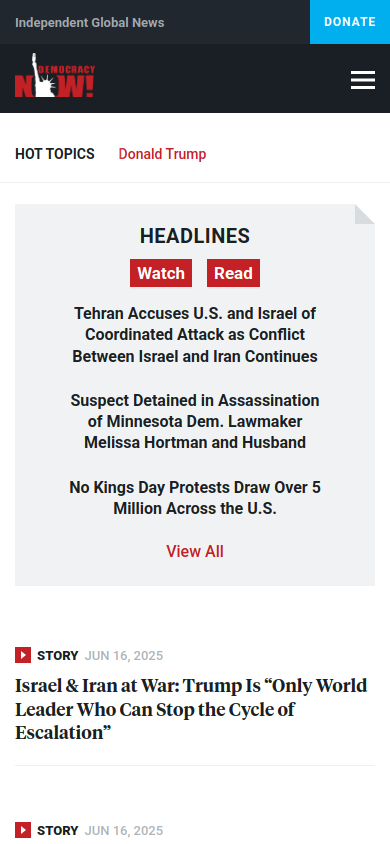 Independent Global News
DONATE
DEMOCRACY
NOW!
HOT TOPICS
Donald Trump
HEADLINES
Watch
Read
Tehran Accuses U.S. and Israel of
Coordinated Attack as Conflict
Between Israel and Iran Continues
Suspect Detained in Assassination
of Minnesota Dem. Lawmaker
Melissa Hortman and Husband
No Kings Day Protests Draw Over 5
Million Across the U.S.
View All
STORY JUN 16, 2025
Israel & Iran at War: Trump Is “Only World
Leader Who Can Stop the Cycle of
Escalation”
STORY JUN 16, 2025